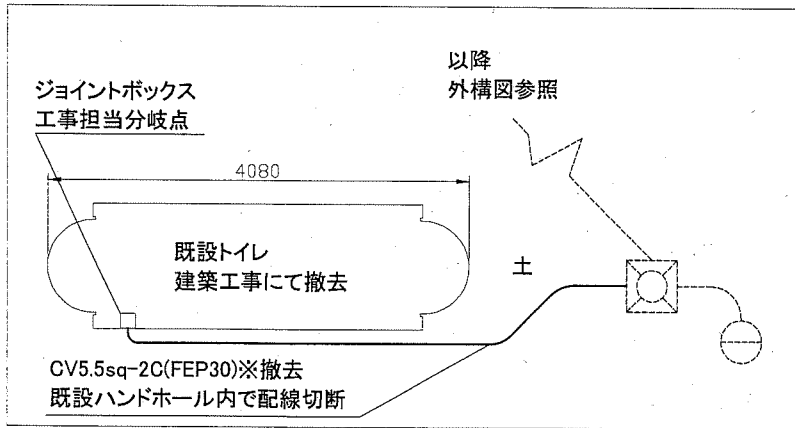 以降
外構図参照
ジョイントボックス
工事担当分岐点
4080
既設トイレ
建築工事にて撤去
土
CV5.5sq-2C(FEP30)※撤去
既設ハンドホール内で配線切断